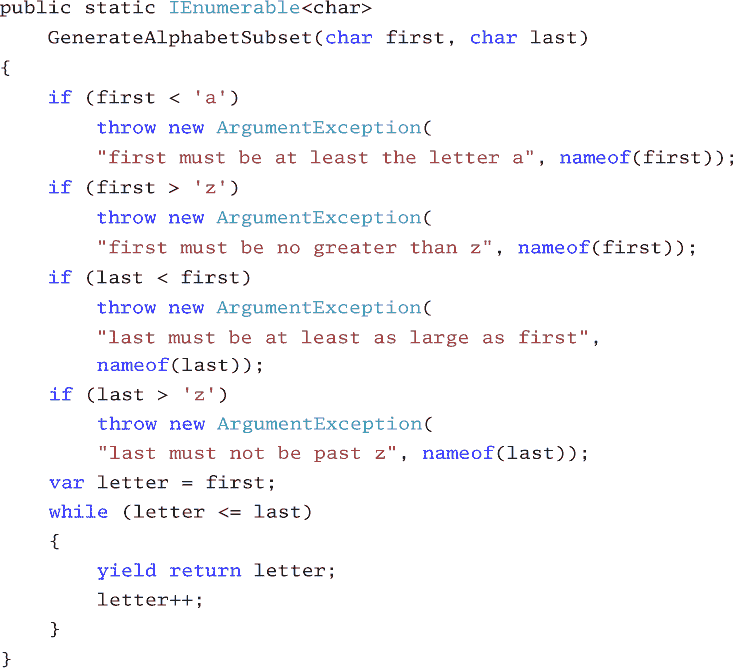 public static IEnumerable<char>
    GenerateAlphabetSubset(char first, char last)
{
    if (first < 'a')
        throw new ArgumentException(
        "first must be at least the letter a", nameof(first));
    if (first > 'z')
        throw new ArgumentException(
        "first must be no greater than z", nameof(first));
    if (last < first)
        throw new ArgumentException(
        "last must be at least as large as first",
        nameof(last));
    if (last > 'z')
        throw new ArgumentException(
        "last must not be past z", nameof(last));
    var letter = first;
    while (letter <= last)
    {
        yield return letter;
        letter++;
    }
}